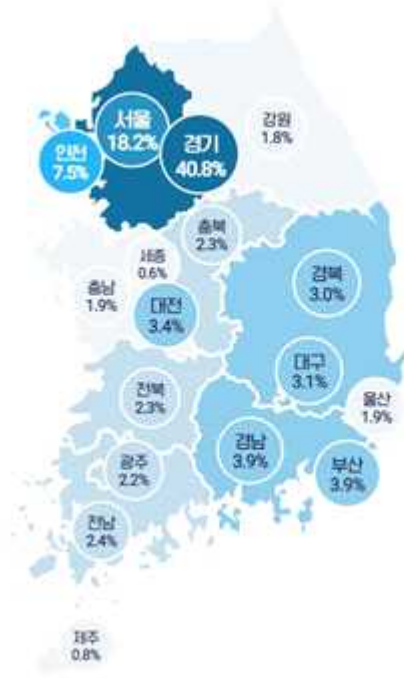 서울
18.2%
강원
1.8%
경기
40.8%
인천
7.5%
충북
2.3%
세종
0.6%
충남
1.9%
대전
3.4%
경북
3.0%
대구
3.1%
울산
1.9%
전북
2.3%
경남
3.9%
광주
2.2%
부산
3.9%
전남
2.4%
제주
0.8%